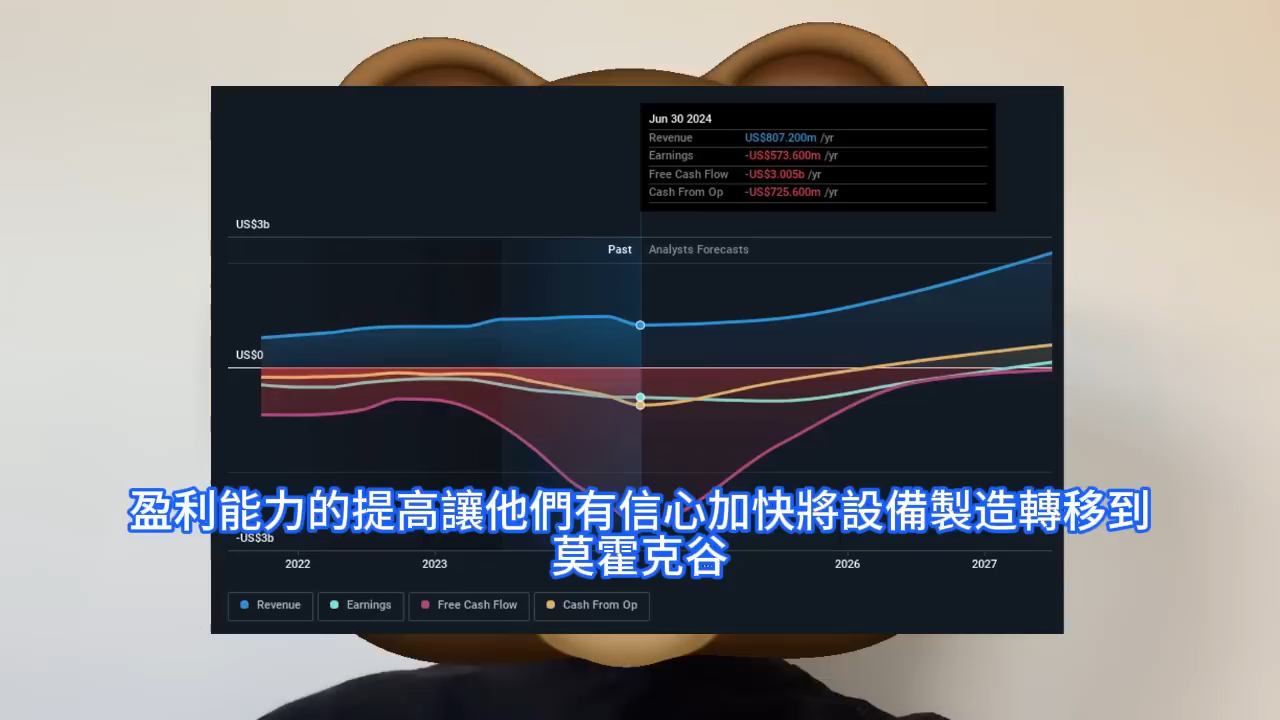 Jun 30 2024
Revenue US$807.200m /yr
Earnings -US$573.600m /yr
Free Cash Flow -US$3.005b /yr
Cash From Op -US$725.600m /yr
US$3b
Past Analysts Forecasts
US$0
盈利能力的提高讓他們有信心加快將設備製造轉移到
莫霍克谷
-US$3b
2022 2023 2026 2027
Revenue Earnings Free Cash Flow Cash From Op